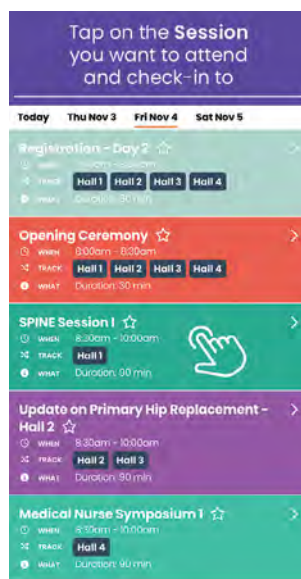 Tap on the Session
you want to attend
and check-in to
Today Thu Nov 3 Fri Nov 4 Sat Nov 5
Registration - Day 2
WHEN
TRACK Hall 1 Hall 2 Hall 3 Hall 4
WHAT Duration: 30 min
Opening Ceremony
WHEN 8:00am - 8:30am
TRACK Hall 1 Hall 2 Hall 3 Hall 4
WHAT Duration: 30 min
SPINE Session I
WHEN 8:30am - 10:00am
TRACK Hall 1
WHAT Duration: 90 min
Update on Primary Hip Replacement -
Hall 2
WHEN 8:30am - 10:00am
TRACK Hall 2 Hall 3
WHAT Duration: 90 min
Medical Nurse Symposium 1
WHEN 8:30am - 10:00am
TRACK Hall 4
WHAT Duration: 90 min